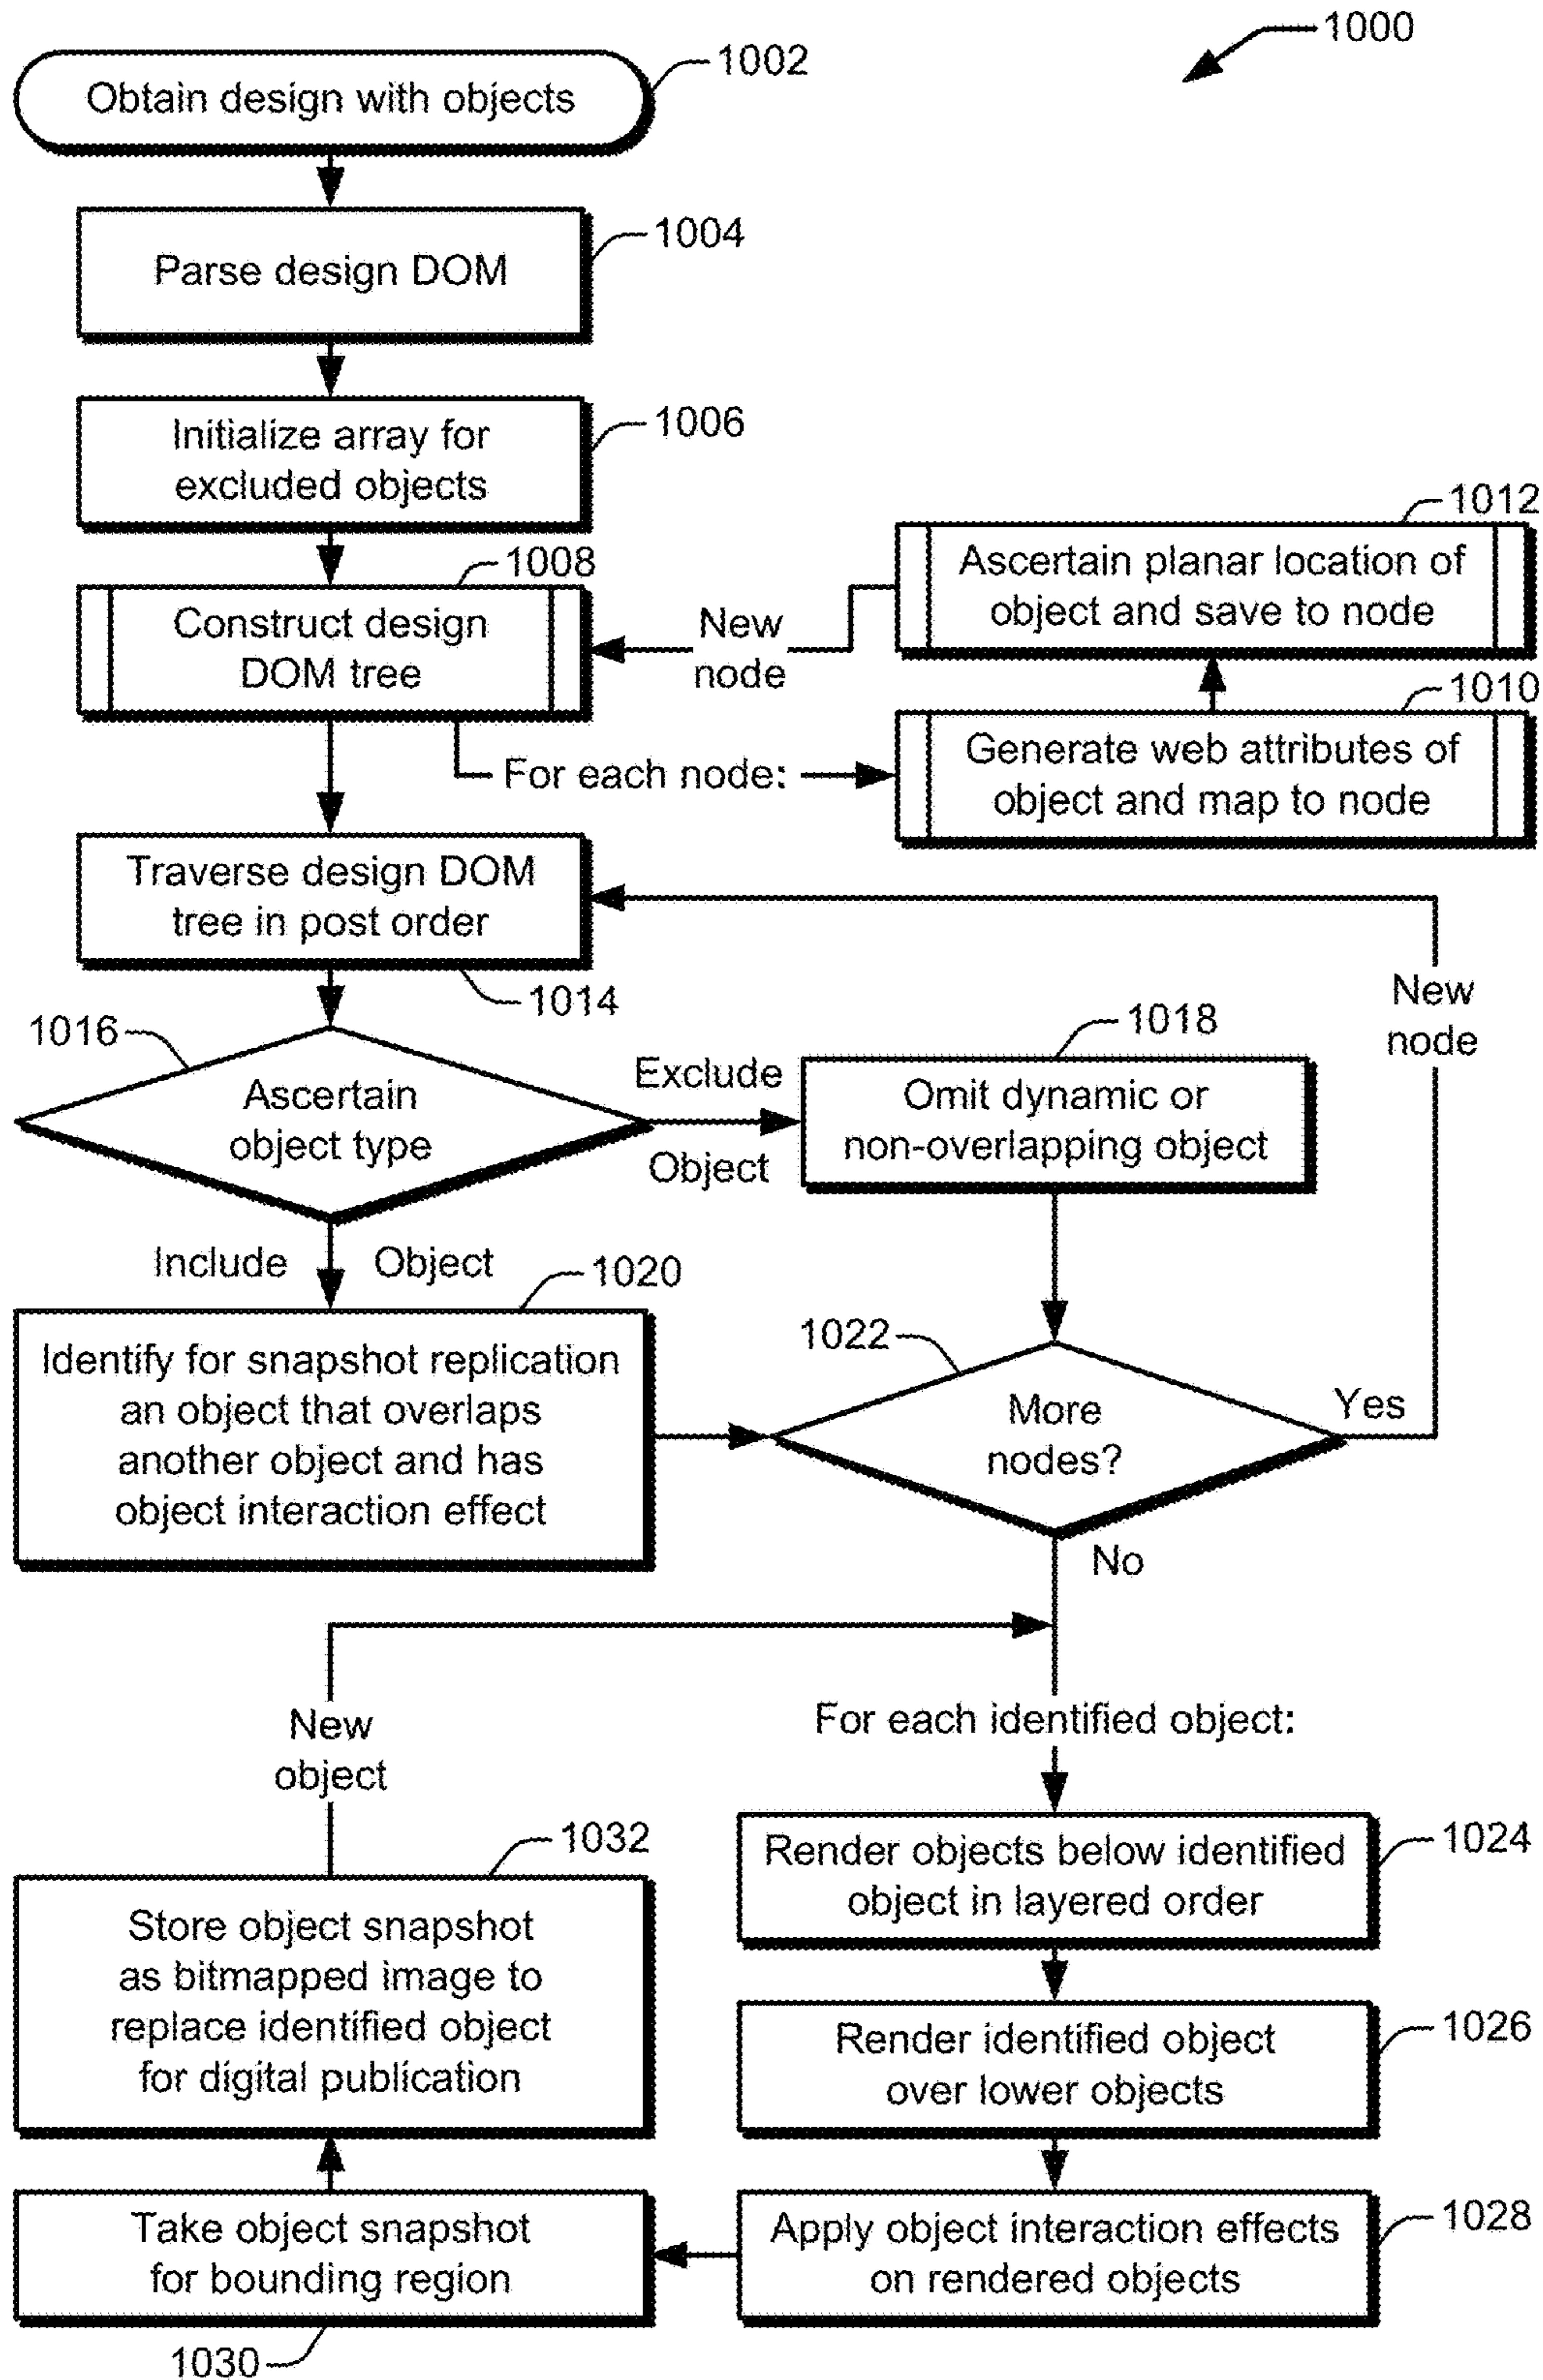 1000
Obtain design with objects
1002
Parse design DOM
1004
Initialize array for
excluded objects
1006
Construct design
DOM tree
1008
New
node
Ascertain planar location of
object and save to node
1012
For each node:
Generate web attributes of
object and map to node
1010
Traverse design DOM
tree in post order
1014
New
node
1016
Ascertain
object type
Exclude
Object
1018
Omit dynamic or
non-overlapping object
Include Object
1020
Identify for snapshot replication
an object that overlaps
another object and has
object interaction effect
1022
More
nodes?
Yes
No
For each identified object:
New
object
Render objects below identified
object in layered order
1024
Render identified object
over lower objects
1026
Apply object interaction effects
on rendered objects
1028
Take object snapshot
for bounding region
1030
1032
Store object snapshot
as bitmapped image to
replace identified object
for digital publication